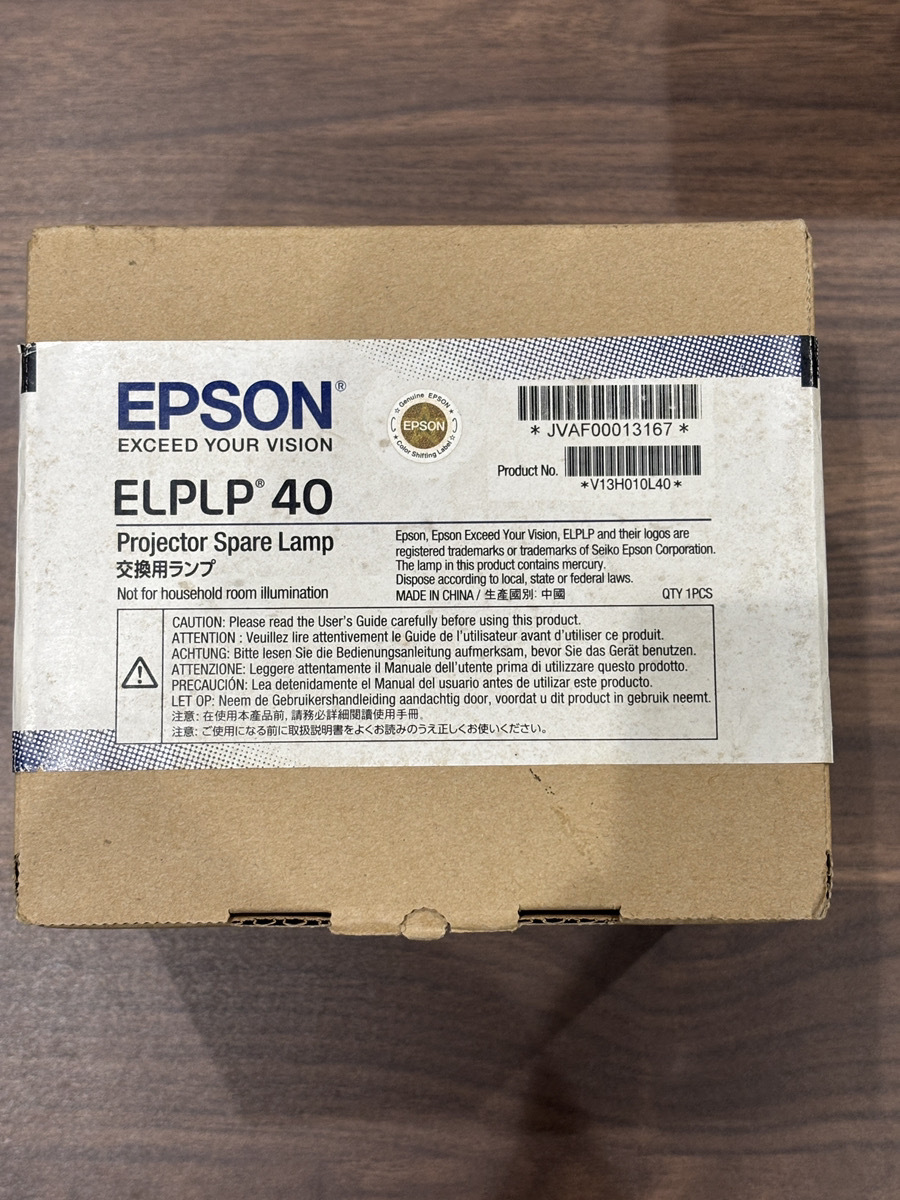 EPSON®
EXCEED YOUR VISION
Genuine EPSON
EPSON
Color Shifting Label
* JVAF00013167 *
Product No.
*V13H010L40*
ELPLP® 40
Projector Spare Lamp
交換用ランプ
Not for household room illumination
Epson, Epson Exceed Your Vision, ELPLP and their logos are
registered trademarks or trademarks of Seiko Epson Corporation.
The lamp in this product contains mercury.
Dispose according to local, state or federal laws.
MADE IN CHINA / 生產國別: 中國
QTY 1PCS
CAUTION: Please read the User's Guide carefully before using this product.
ATTENTION : Veuillez lire attentivement le Guide de l'utilisateur avant d'utiliser ce produit.
ACHTUNG: Bitte lesen Sie die Bedienungsanleitung aufmerksam, bevor Sie das Gerät benutzen.
ATTENZIONE: Leggere attentamente il Manuale dell'utente prima di utilizzare questo prodotto.
PRECAUCIÓN: Lea detenidamente el Manual del usuario antes de utilizar este producto.
LET OP: Neem de Gebruikershandleiding aandachtig door, voordat u dit product in gebruik neemt.
注意: 在使用本產品前, 請務必詳細閱讀使用手冊。
注意: ご使用になる前に取扱説明書をよくお読みのうえ正しくお使いください。